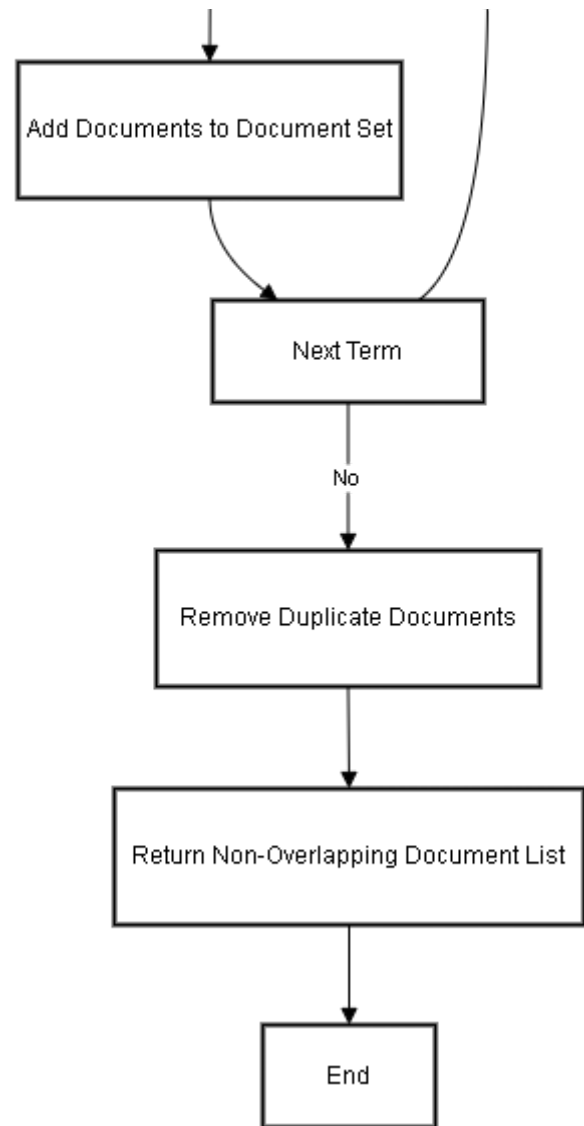 Add Documents to Document Set
Next Term
No
Remove Duplicate Documents
Return Non-Overlapping Document List
End